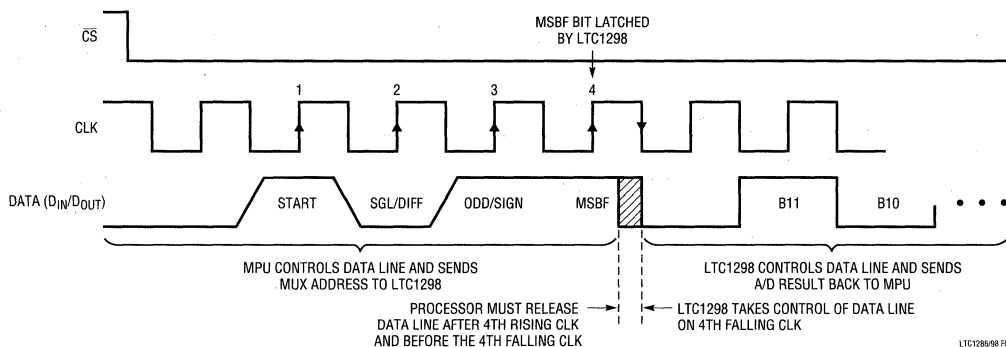 MSBF BIT LATCHED
BY LTC1298
CS
1 2 3 4
CLK
DATA (DIN/DOUT)
START SGL/DIFF ODD/SIGN MSBF B11 B10 • • •
MPU CONTROLS DATA LINE AND SENDS
MUX ADDRESS TO LTC1298
LTC1298 CONTROLS DATA LINE AND SENDS
A/D RESULT BACK TO MPU
PROCESSOR MUST RELEASE
DATA LINE AFTER 4TH RISING CLK
AND BEFORE THE 4TH FALLING CLK
LTC1298 TAKES CONTROL OF DATA LINE
ON 4TH FALLING CLK
LTC1286/98 F0